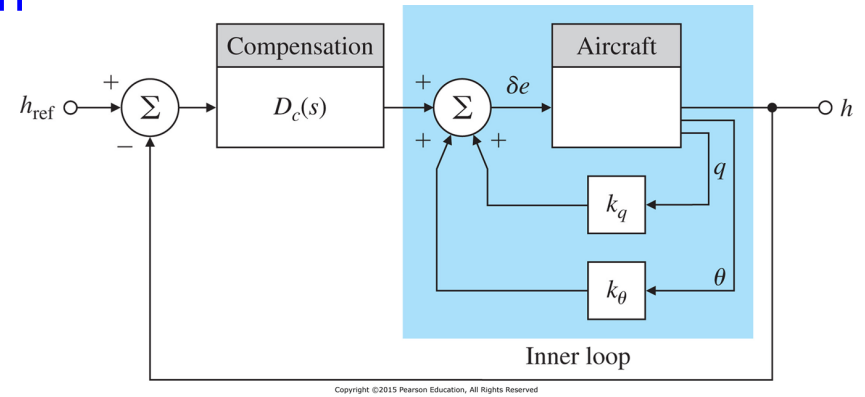 Compensation
Aircraft
+
+
δe
h_ref
Σ
D_c(s)
Σ
h
−
+
+
q
k_q
θ
k_θ
Inner loop
Copyright ©2015 Pearson Education, All Rights Reserved